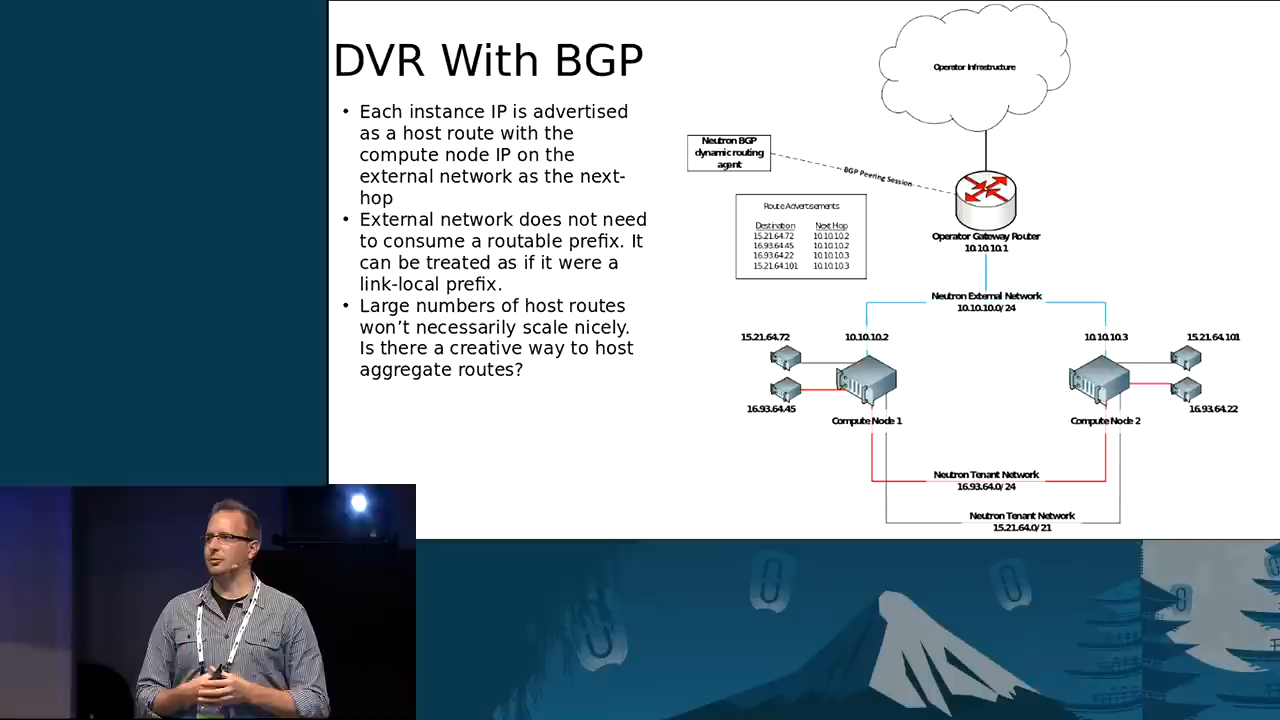 DVR With BGP
• Each instance IP is advertised
as a host route with the
compute node IP on the
external network as the next-
hop
• External network does not need
to consume a routable prefix. It
can be treated as if it were a
link-local prefix.
• Large numbers of host routes
won't necessarily scale nicely.
Is there a creative way to host
aggregate routes?
Operator Infrastructure
Neutron BGP
dynamic routing
agent
BGP Peering Session
Route Advertisements
Destination Next Hop
15.21.64.72 10.10.10.2
16.93.64.45 10.10.10.2
16.93.64.22 10.10.10.3
15.21.64.101 10.10.10.3
Operator Gateway Router
10.10.10.1
Neutron External Network
10.10.10.0/24
15.21.64.72
10.10.10.2
10.10.10.3
15.21.64.101
16.93.64.45
Compute Node 1
Compute Node 2
16.93.64.22
Neutron Tenant Network
16.93.64.0/24
Neutron Tenant Network
15.21.64.0/21